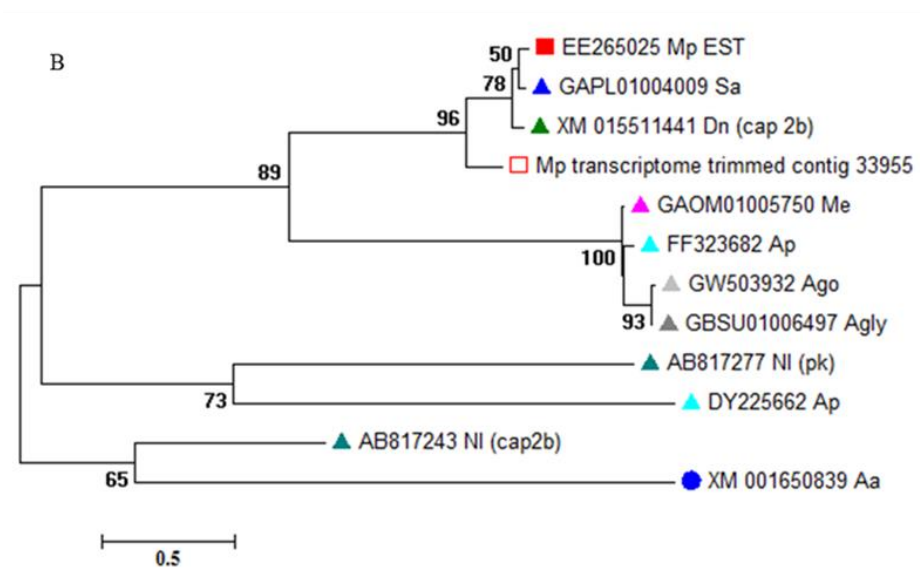 B
50
EE265025 Mp EST
78
GAPL01004009 Sa
96
XM 015511441 Dn (cap 2b)
89
Mp transcriptome trimmed contig 33955
GAOM01005750 Me
FF323682 Ap
100
GW503932 Ago
93
GBSU01006497 Agly
AB817277 Nl (pk)
73
DY225662 Ap
AB817243 Nl (cap2b)
65
XM 001650839 Aa
0.5